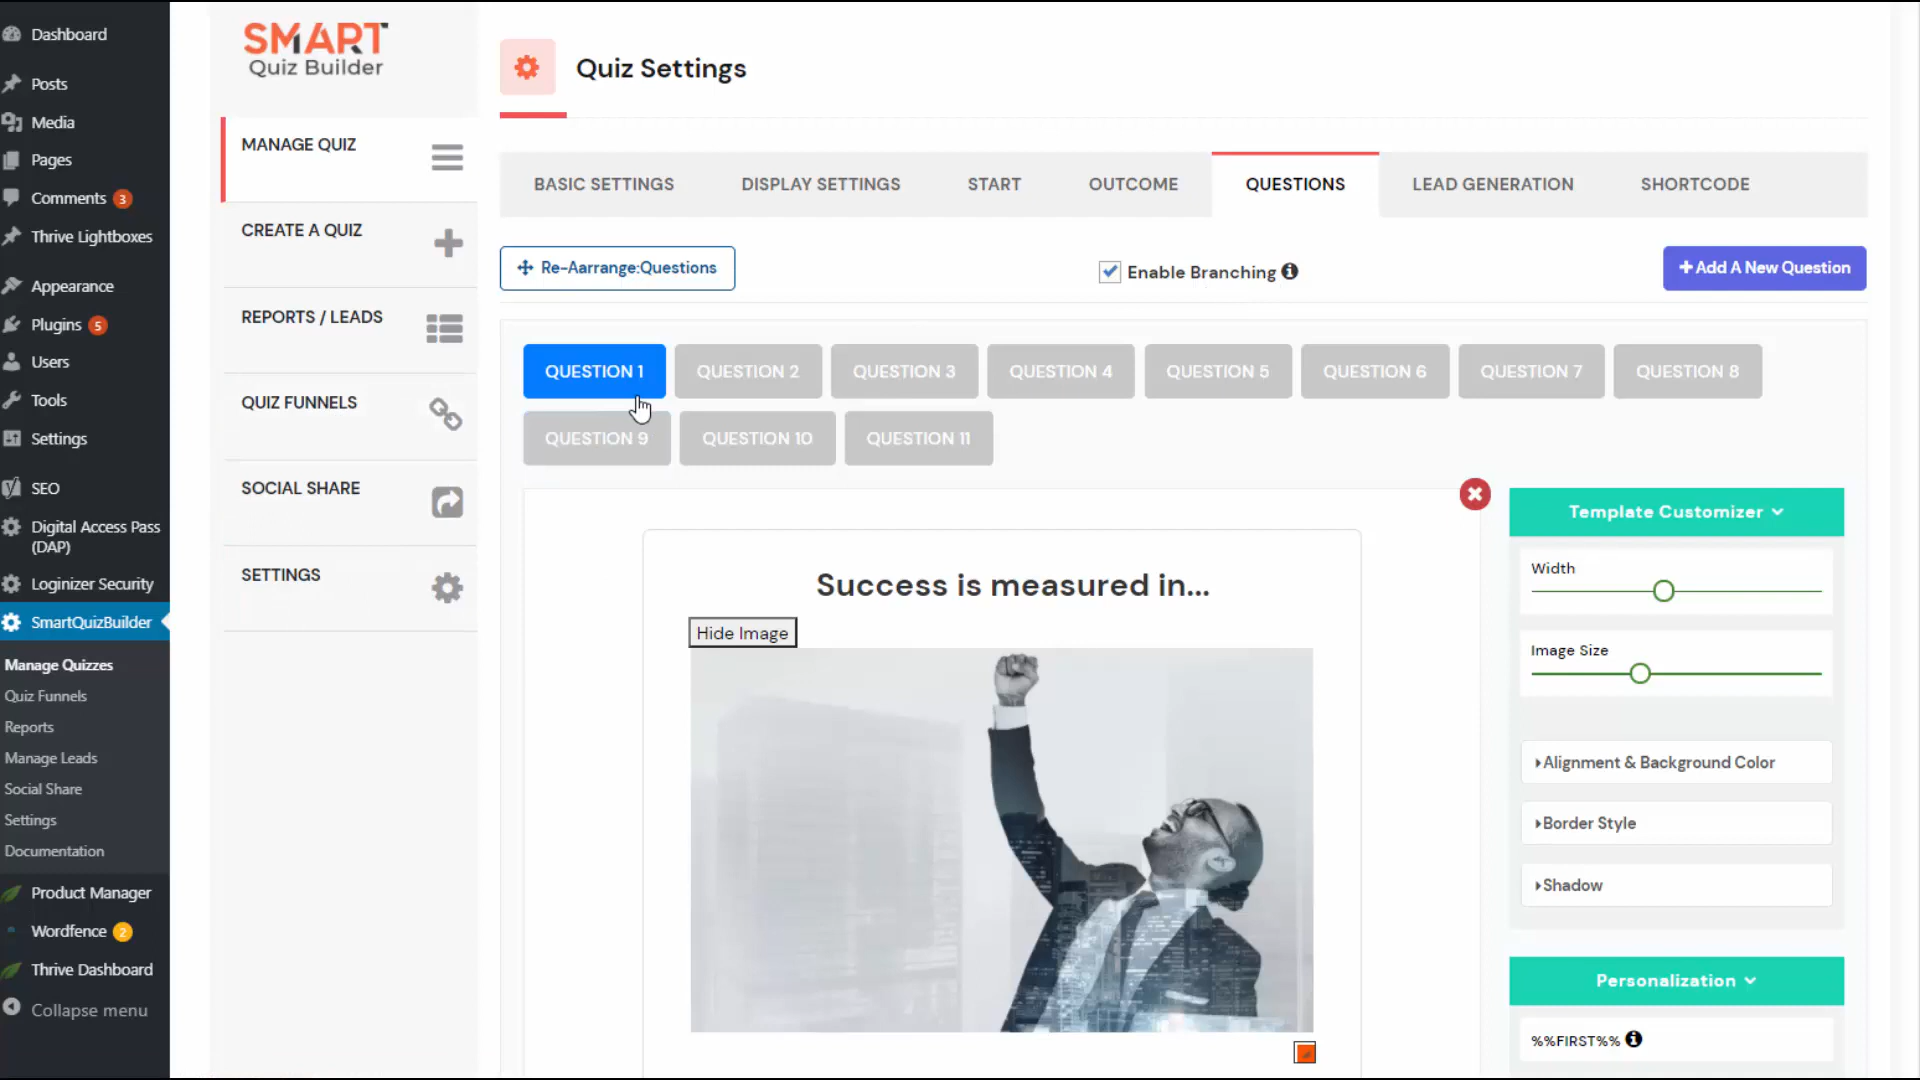 Dashboard
Posts
Media
Pages
Comments 3
Thrive Lightboxes
Appearance
Plugins 5
Users
Tools
Settings
SEO
Digital Access Pass
(DAP)
Loginizer Security
SmartQuizBuilder
Manage Quizzes
Quiz Funnels
Reports
Manage Leads
Social Share
Settings
Documentation
Product Manager
Wordfence 2
Thrive Dashboard
Collapse menu
SMART
Quiz Builder
MANAGE QUIZ
CREATE A QUIZ
REPORTS / LEADS
QUIZ FUNNELS
SOCIAL SHARE
SETTINGS
Quiz Settings
BASIC SETTINGS DISPLAY SETTINGS START OUTCOME QUESTIONS LEAD GENERATION SHORTCODE
Re-Aarrange:Questions Enable Branching +Add A New Question
QUESTION 1 QUESTION 2 QUESTION 3 QUESTION 4 QUESTION 5 QUESTION 6 QUESTION 7 QUESTION 8
QUESTION 9 QUESTION 10 QUESTION 11
Success is measured in...
Hide Image
Template Customizer
Width
Image Size
Alignment & Background Color
Border Style
Shadow
Personalization
%%FIRST%%